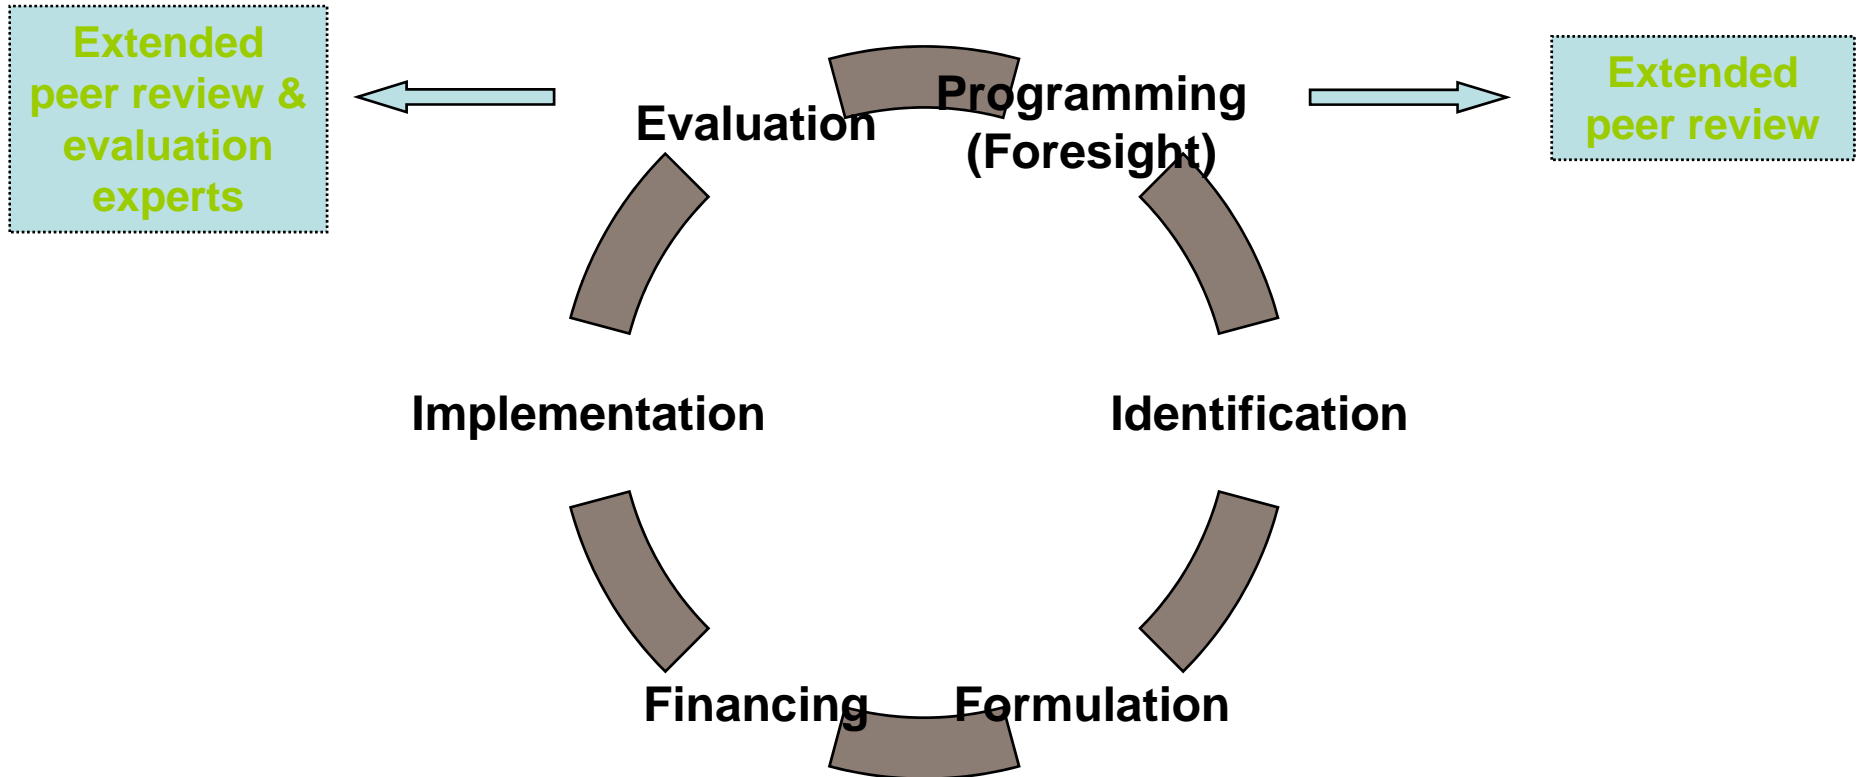 Extended
peer review &
evaluation
experts
Evaluation
Programming
(Foresight)
Extended
peer review
Implementation
Identification
Financing
Formulation